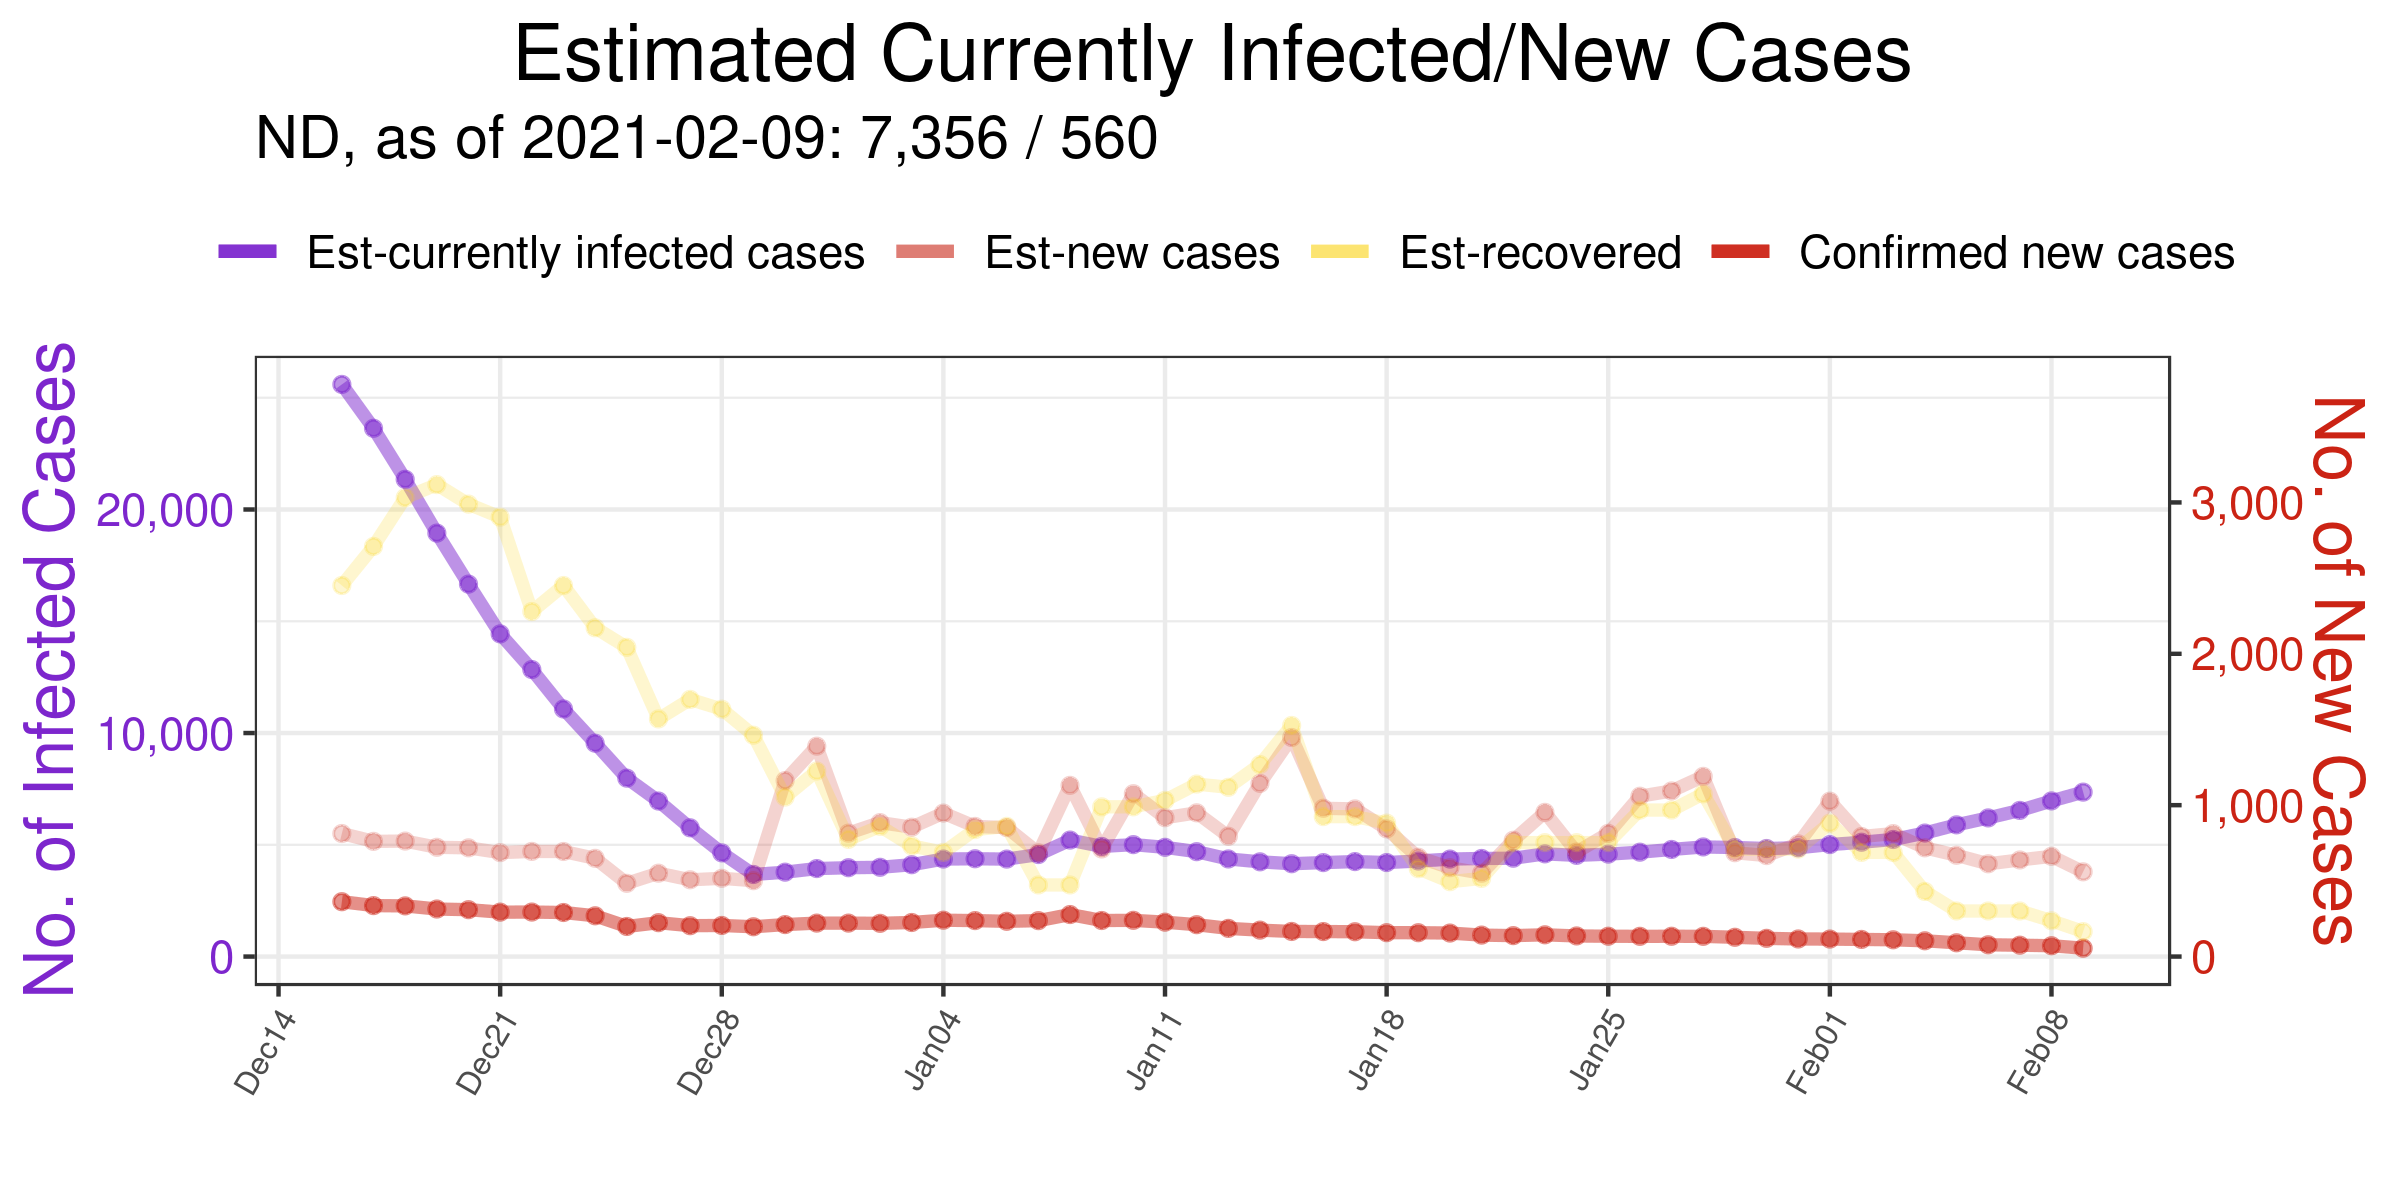 Estimated Currently Infected/New Cases
ND, as of 2021-02-09: 7,356 / 560
Est-currently infected cases Est-new cases Est-recovered Confirmed new cases
No. of Infected Cases
20,000
10,000
0
3,000
2,000
1,000
0
No. of New Cases
Dec14 Dec21 Dec28 Jan04 Jan11 Jan18 Jan25 Feb01 Feb08